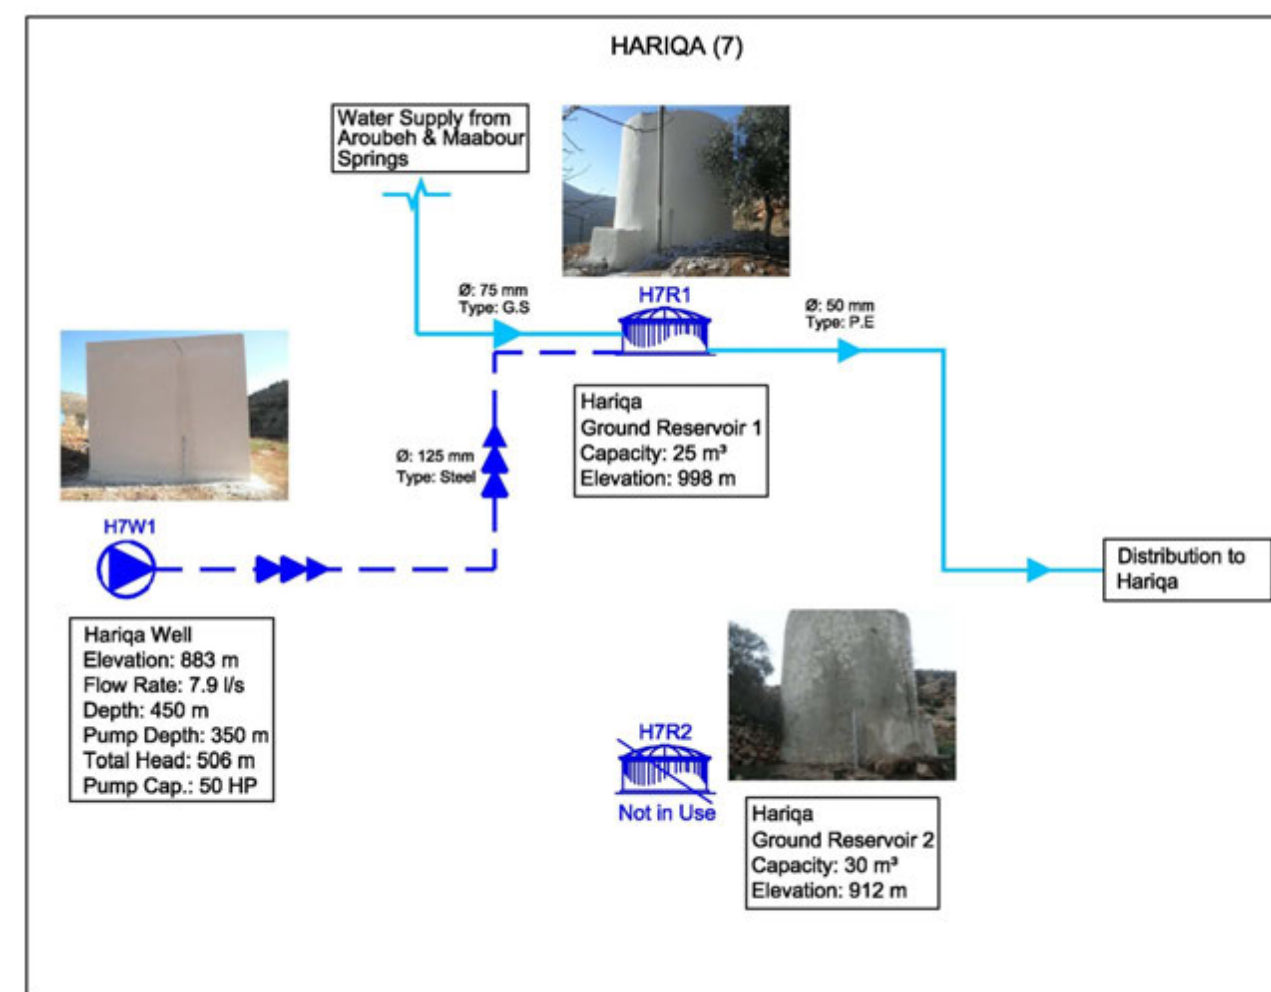 HARIQA (7)
Water Supply from
Aroubeh & Maabour
Springs
H7R1
Ø: 75 mm
Type: G.S
Ø: 50 mm
Type: P.E
Hariqa
Ground Reservoir 1
Capacity: 25 m³
Elevation: 998 m
Ø: 125 mm
Type: Steel
H7W1
Hariqa Well
Elevation: 883 m
Flow Rate: 7.9 l/s
Depth: 450 m
Pump Depth: 350 m
Total Head: 506 m
Pump Cap.: 50 HP
Distribution to
Hariqa
H7R2
Not in Use
Hariqa
Ground Reservoir 2
Capacity: 30 m³
Elevation: 912 m